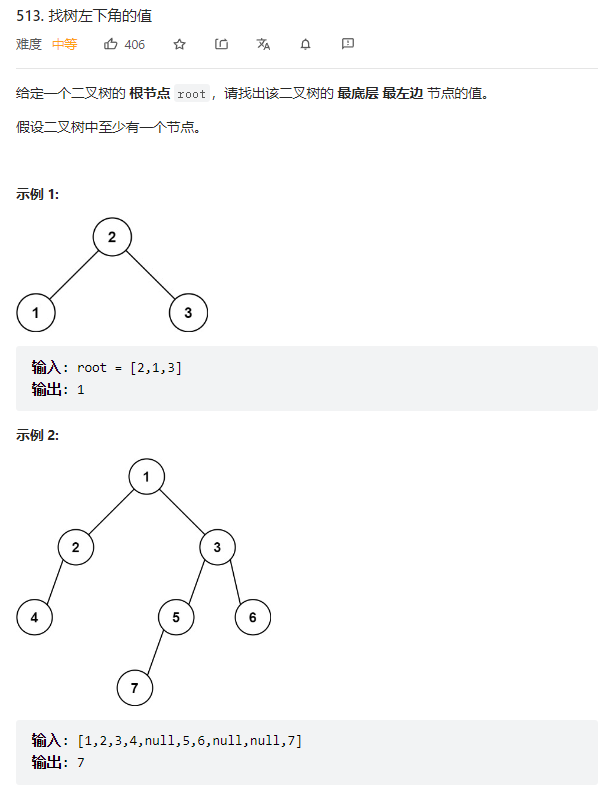 513. 找树左下角的值
难度 中等 406
给定一个二叉树的 根节点 root ，请找出该二叉树的 最底层 最左边 节点的值。
假设二叉树中至少有一个节点。
示例 1:
2
1 3
输入: root = [2,1,3]
输出: 1
示例 2:
1
2 3
4 5 6
7
输入: [1,2,3,4,null,5,6,null,null,7]
输出: 7